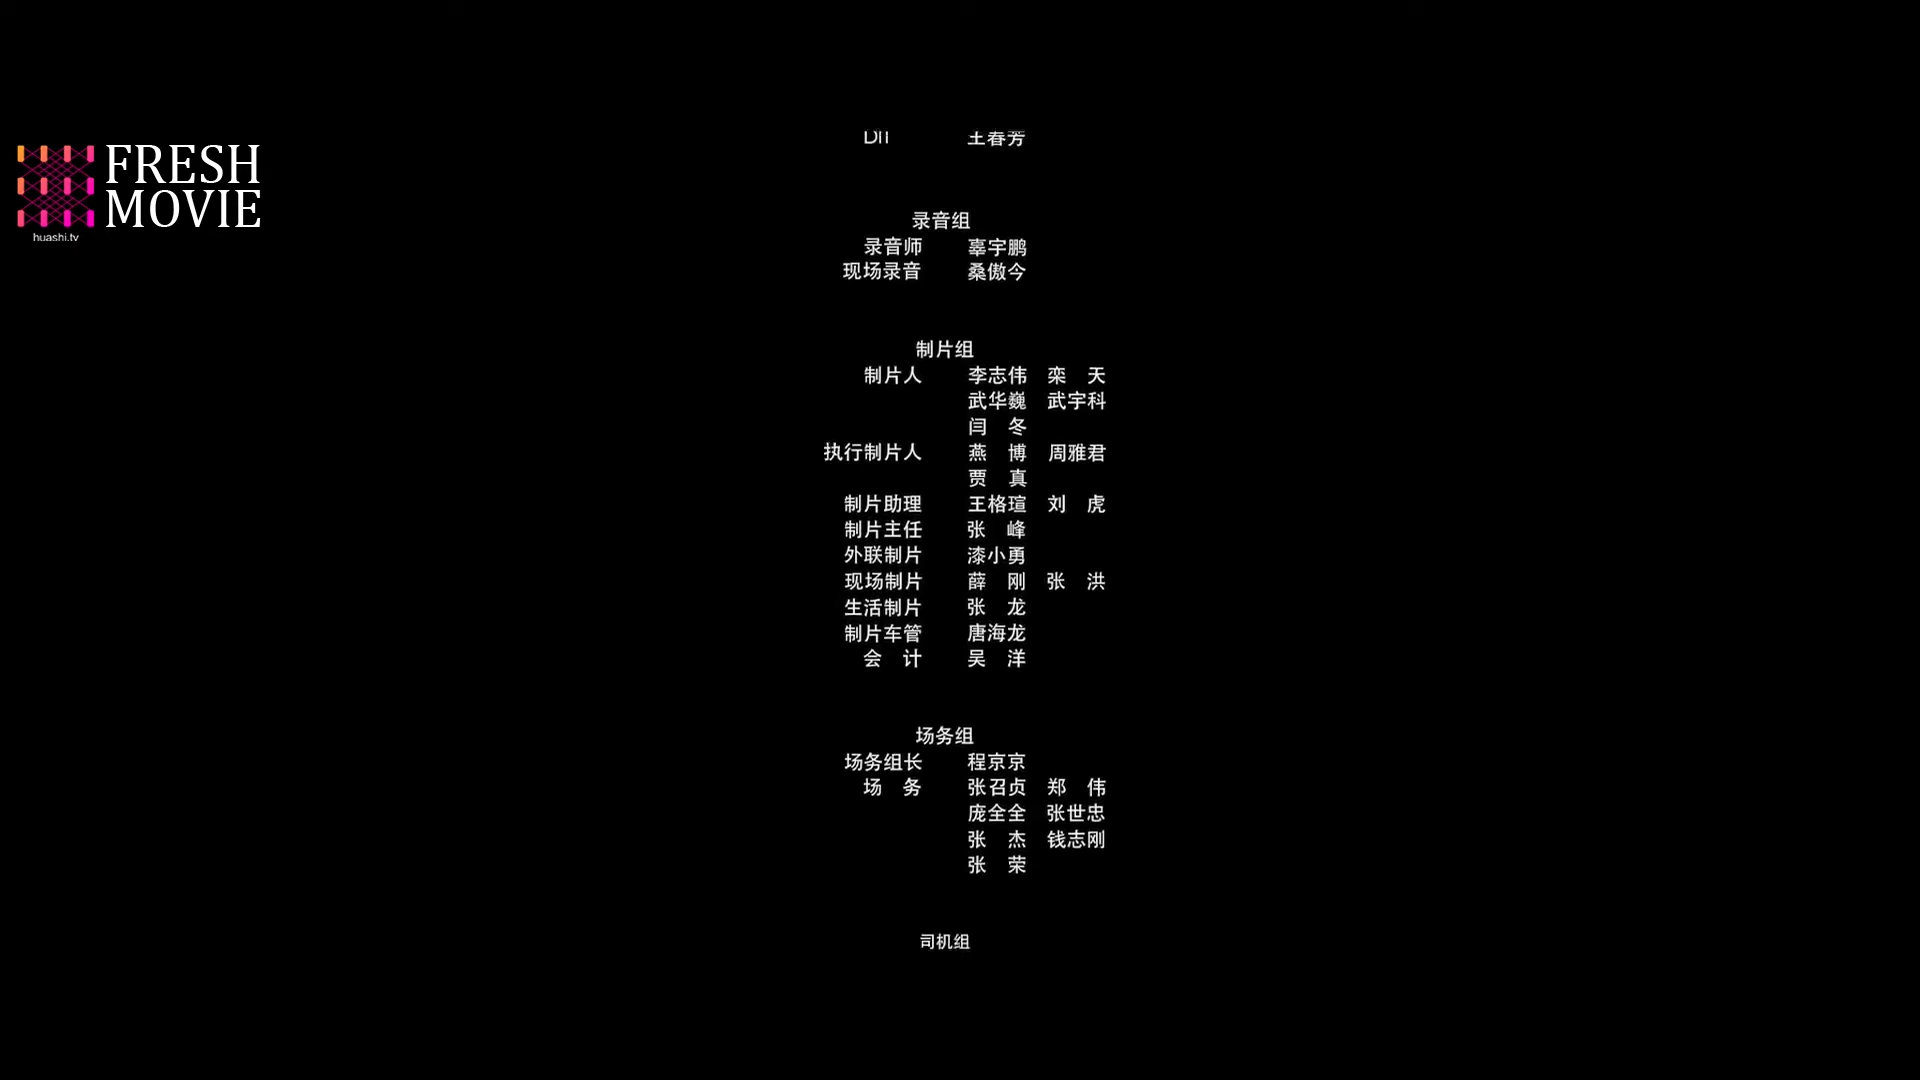 FRESH
MOVIE
huashi.tv
DIT 王春芳
录音组
录音师 辜宇鹏
现场录音 桑傲今
制片组
制片人 李志伟 栾 天
武华巍 武宇科
闫 冬
执行制片人 燕 博 周雅君
贾 真
制片助理 王格瑄 刘 虎
制片主任 张 峰
外联制片 漆小勇
现场制片 薛 刚 张 洪
生活制片 张 龙
制片车管 唐海龙
会 计 吴 洋
场务组
场务组长 程京京
场 务 张召贞 郑 伟
庞全全 张世忠
张 杰 钱志刚
张 荣
司机组